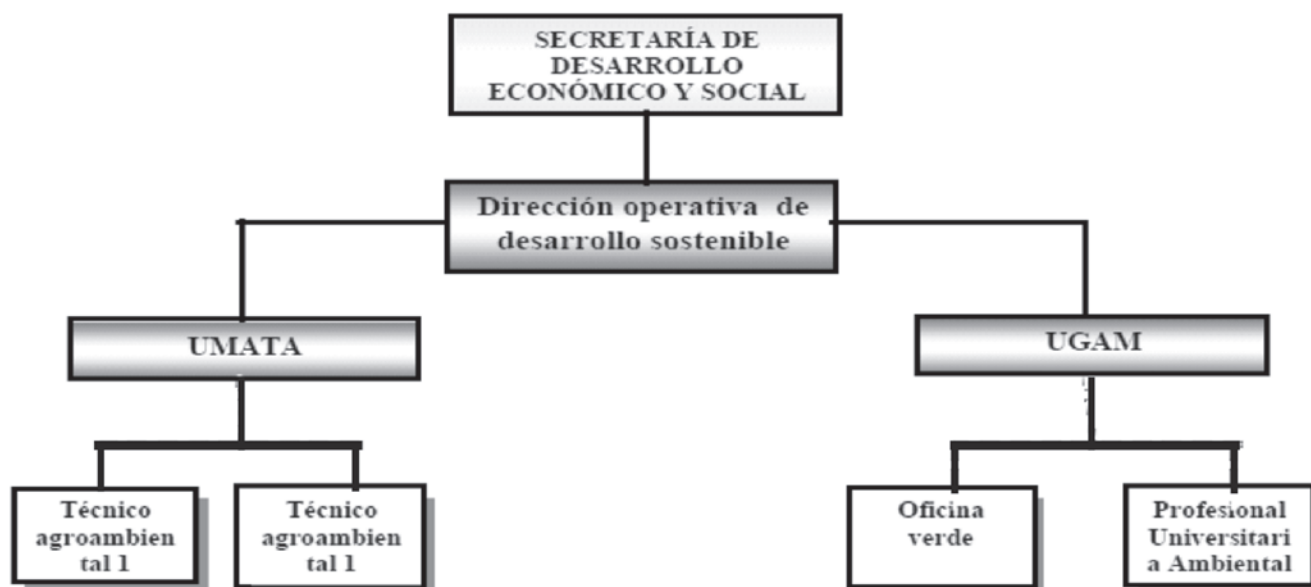 SECRETARÍA DE
DESARROLLO
ECONÓMICO Y SOCIAL
Dirección operativa de
desarrollo sostenible
UMATA
UGAM
Técnico
agroambien
tal 1
Técnico
agroambien
tal 1
Oficina
verde
Profesional
Universitari
a Ambiental